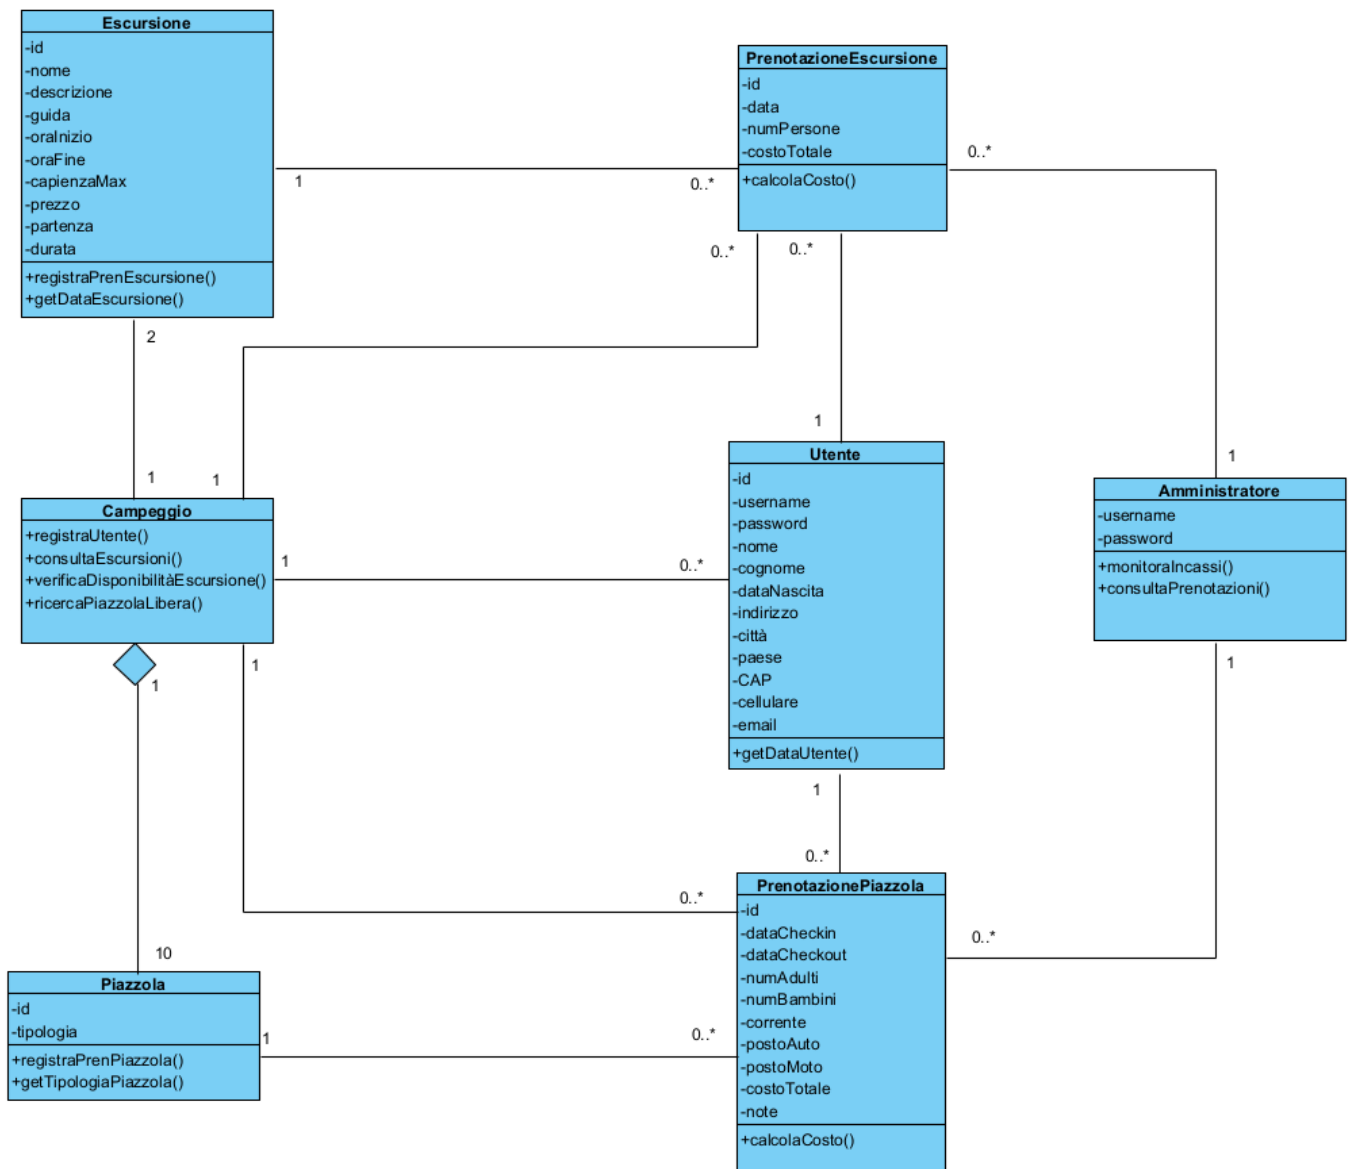 Escursione
-id
-nome
-descrizione
-guida
-oraInizio
-oraFine
-capienzaMax
-prezzo
-partenza
-durata
+registraPrenEscursione()
+getDataEscursione()
PrenotazioneEscursione
-id
-data
-numPersone
-costoTotale
+calcolaCosto()
1
0..*
0..*
0..*
0..*
2
1
1
1
1
Campeggio
+registraUtente()
+consultaEscursioni()
+verificaDisponibilitàEscursione()
+ricercaPiazzolaLibera()
1
0..*
Utente
-id
-username
-password
-nome
-cognome
-dataNascita
-indirizzo
-città
-paese
-CAP
-cellulare
-email
+getDataUtente()
Amministratore
-username
-password
+monitoraIncassi()
+consultaPrenotazioni()
1
1
1
1
0..*
0..*
0..*
10
Piazzola
-id
-tipologia
+registraPrenPiazzola()
+getTipologiaPiazzola()
1
0..*
PrenotazionePiazzola
-id
-dataCheckin
-dataCheckout
-numAdulti
-numBambini
-corrente
-postoAuto
-postoMoto
-costoTotale
-note
+calcolaCosto()